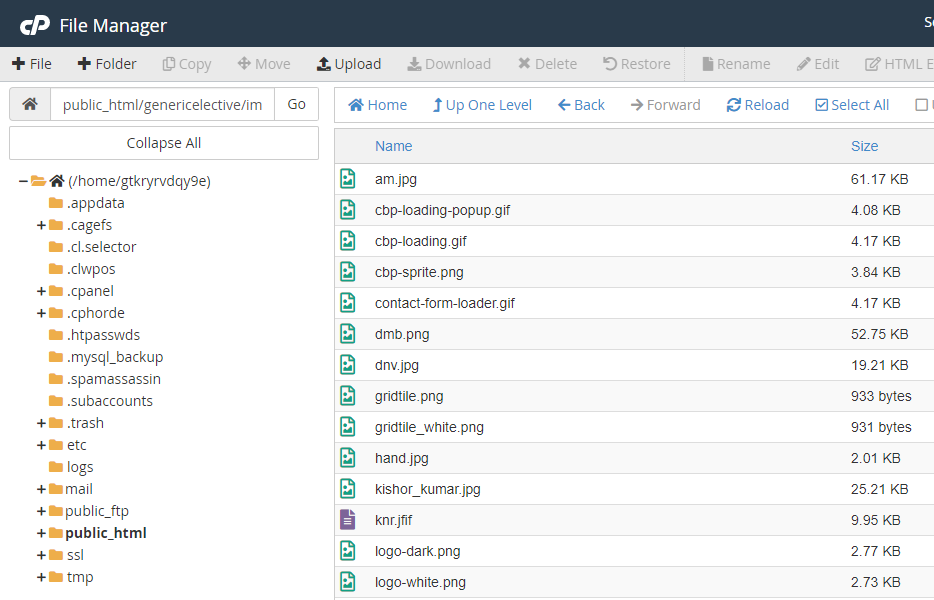 cP File Manager
File Folder Copy Move Upload Download Delete Restore Rename Edit HTML E
public_html/genericelective/im Go
Home Up One Level Back Forward Reload Select All
Collapse All
(/home/gtkryrvdqy9e)
.appdata
.cagefs
.cl.selector
.clwpos
.cpanel
.cphorde
.htpasswds
.mysql_backup
.spamassassin
.subaccounts
.trash
etc
logs
mail
public_ftp
public_html
ssl
tmp
Name Size
am.jpg 61.17 KB
cbp-loading-popup.gif 4.08 KB
cbp-loading.gif 4.17 KB
cbp-sprite.png 3.84 KB
contact-form-loader.gif 4.17 KB
dmb.png 52.75 KB
dnv.jpg 19.21 KB
gridtile.png 933 bytes
gridtile_white.png 931 bytes
hand.jpg 2.01 KB
kishor_kumar.jpg 25.21 KB
knr.jfif 9.95 KB
logo-dark.png 2.77 KB
logo-white.png 2.73 KB